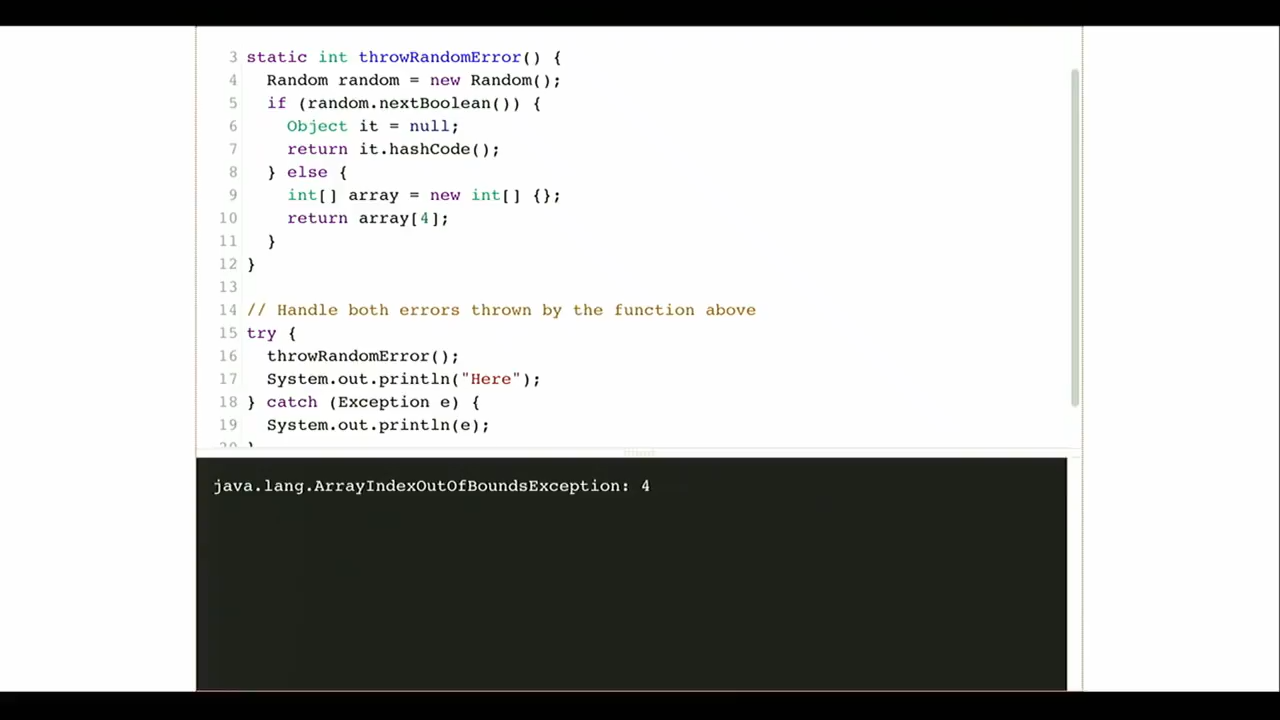 3 static int throwRandomError() {
4 Random random = new Random();
5 if (random.nextBoolean()) {
6 Object it = null;
7 return it.hashCode();
8 } else {
9 int[] array = new int[] {};
10 return array[4];
11 }
12 }
13
14 // Handle both errors thrown by the function above
15 try {
16 throwRandomError();
17 System.out.println("Here");
18 } catch (Exception e) {
19 System.out.println(e);
java.lang.ArrayIndexOutOfBoundsException: 4